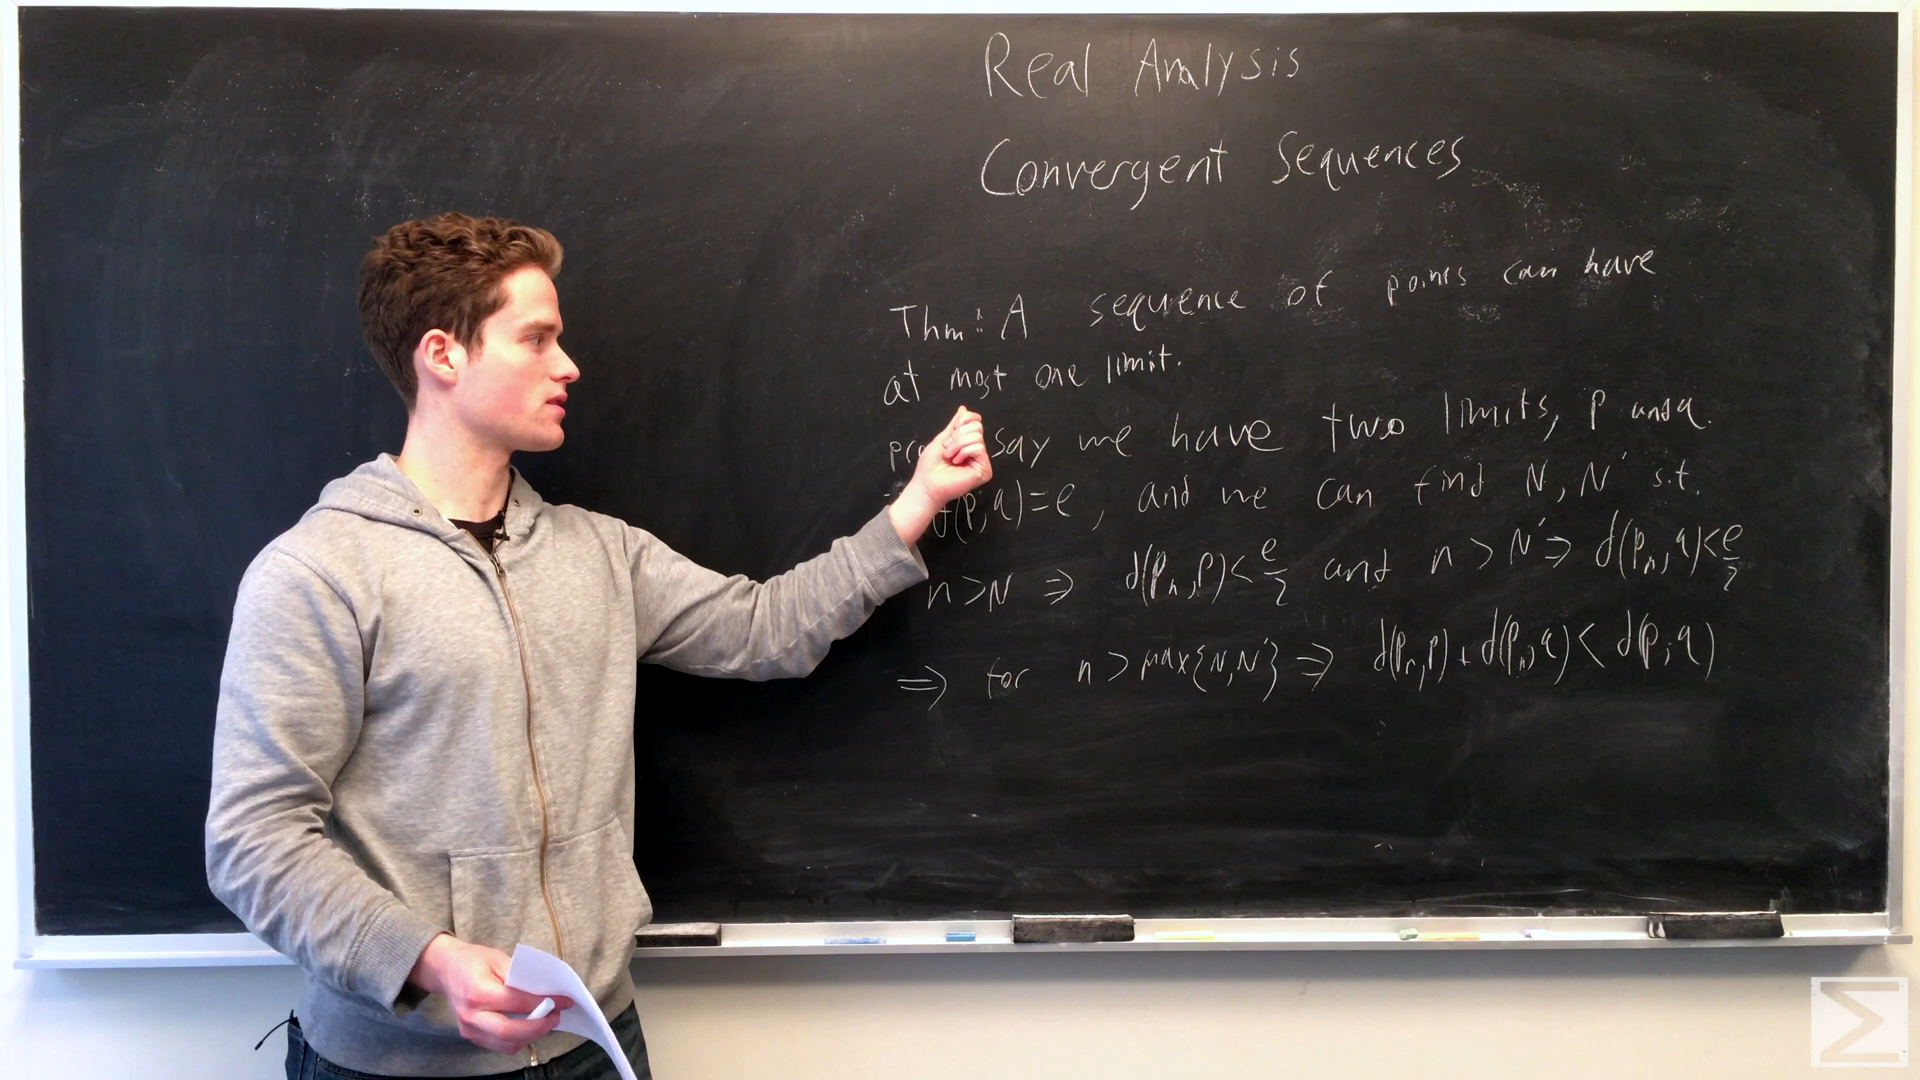 Real Analysis
Convergent Sequences
Thm: A sequence of points can have
at most one limit.
say we have two limits, p and q.
d(p,q)=e, and we can find N, N' s.t.
n>N ⇒ d(pₙ,p)<e/2 and n>N' ⇒ d(pₙ,q)<e/2
⇒ for n>max{N,N'} ⇒ d(pₙ,p)+d(pₙ,q)<d(p,q)
Σ